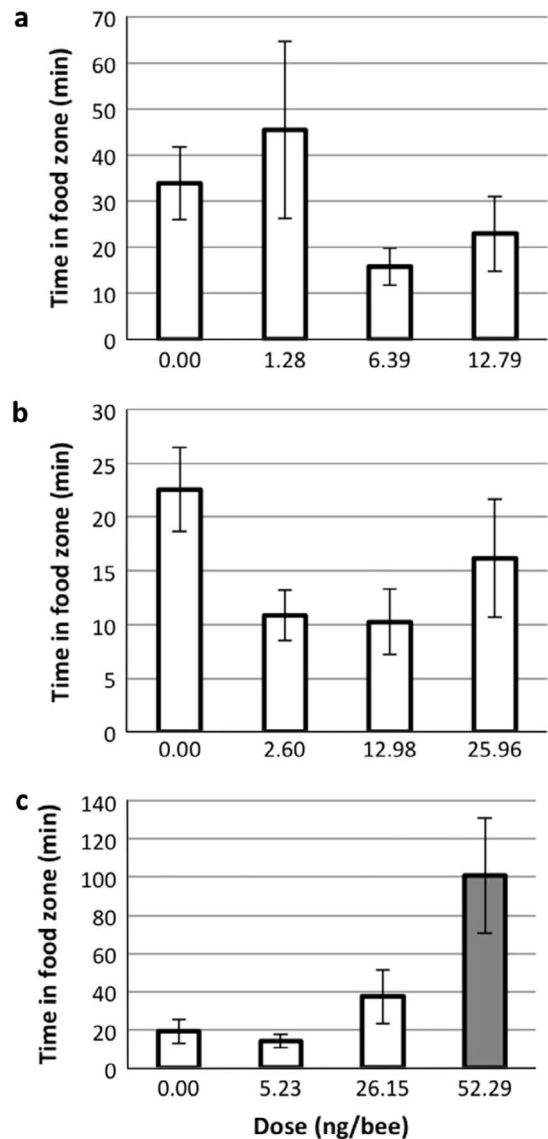 a
Time in food zone (min)
70
60
50
40
30
20
10
0
0.00 1.28 6.39 12.79
b
Time in food zone (min)
30
25
20
15
10
5
0
0.00 2.60 12.98 25.96
c
Time in food zone (min)
140
120
100
80
60
40
20
0
0.00 5.23 26.15 52.29
Dose (ng/bee)